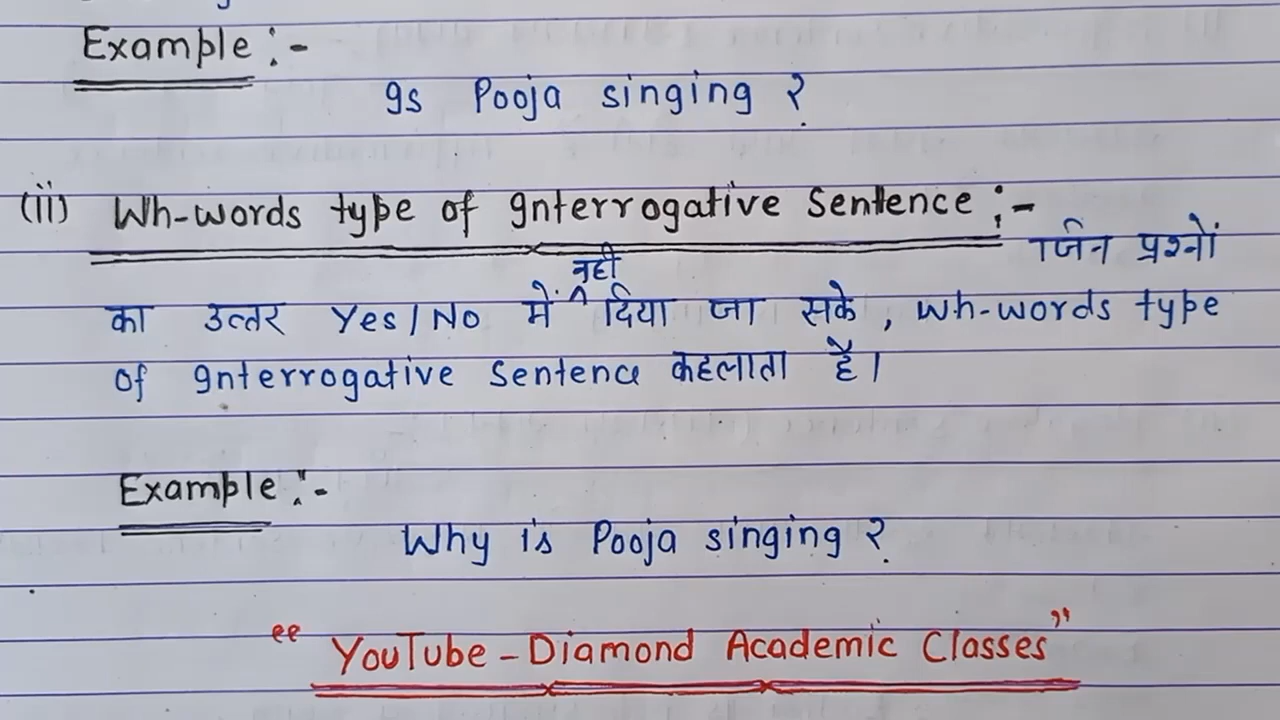 Example :-
Is Pooja singing ?
(ii) Wh-words type of Interrogative Sentence :- जिन प्रश्नों
का उत्तर Yes/No में ^ नहीं दिया जा सके, Wh-words type
of Interrogative Sentence कहलाता है।
Example :-
Why is Pooja singing ?
“ YouTube - Diamond Academic Classes ”